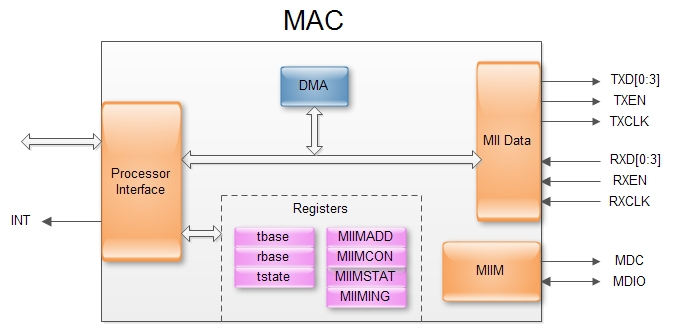 MAC
DMA
TXD[0:3]
TXEN
TXCLK
MII Data
RXD[0:3]
RXEN
RXCLK
Processor
Interface
INT
Registers
tbase
rbase
tstate
MIIMADD
MIIMCON
MIIMSTAT
MIIMING
MIIM
MDC
MDIO